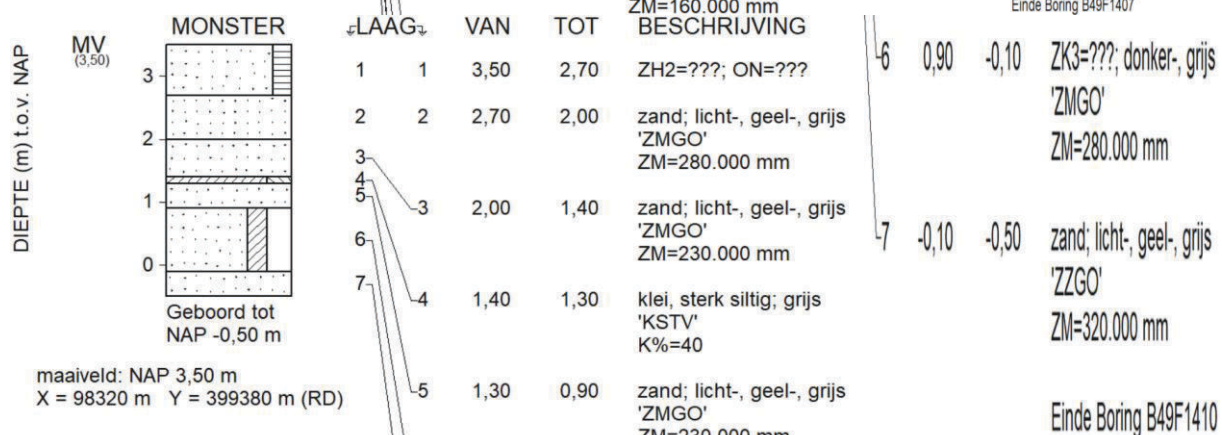 ZM=160.000 mm
Einde Boring B49F1407
MONSTER LAAG VAN TOT BESCHRIJVING
MV
(3,50)
DIEPTE (m) t.o.v. NAP
3
2
1
0
Geboord tot
NAP -0,50 m
maaiveld: NAP 3,50 m
X = 98320 m Y = 399380 m (RD)
1 1 3,50 2,70 ZH2=???; ON=???
2 2 2,70 2,00 zand; licht-, geel-, grijs
'ZMGO'
ZM=280.000 mm
3
4
5
6
7
3 2,00 1,40 zand; licht-, geel-, grijs
'ZMGO'
ZM=230.000 mm
4 1,40 1,30 klei, sterk siltig; grijs
'KSTV'
K%=40
5 1,30 0,90 zand; licht-, geel-, grijs
'ZMGO'
ZM=230.000 mm
6 0,90 -0,10 ZK3=???; donker-, grijs
'ZMGO'
ZM=280.000 mm
7 -0,10 -0,50 zand; licht-, geel-, grijs
'ZZGO'
ZM=320.000 mm
Einde Boring B49F1410